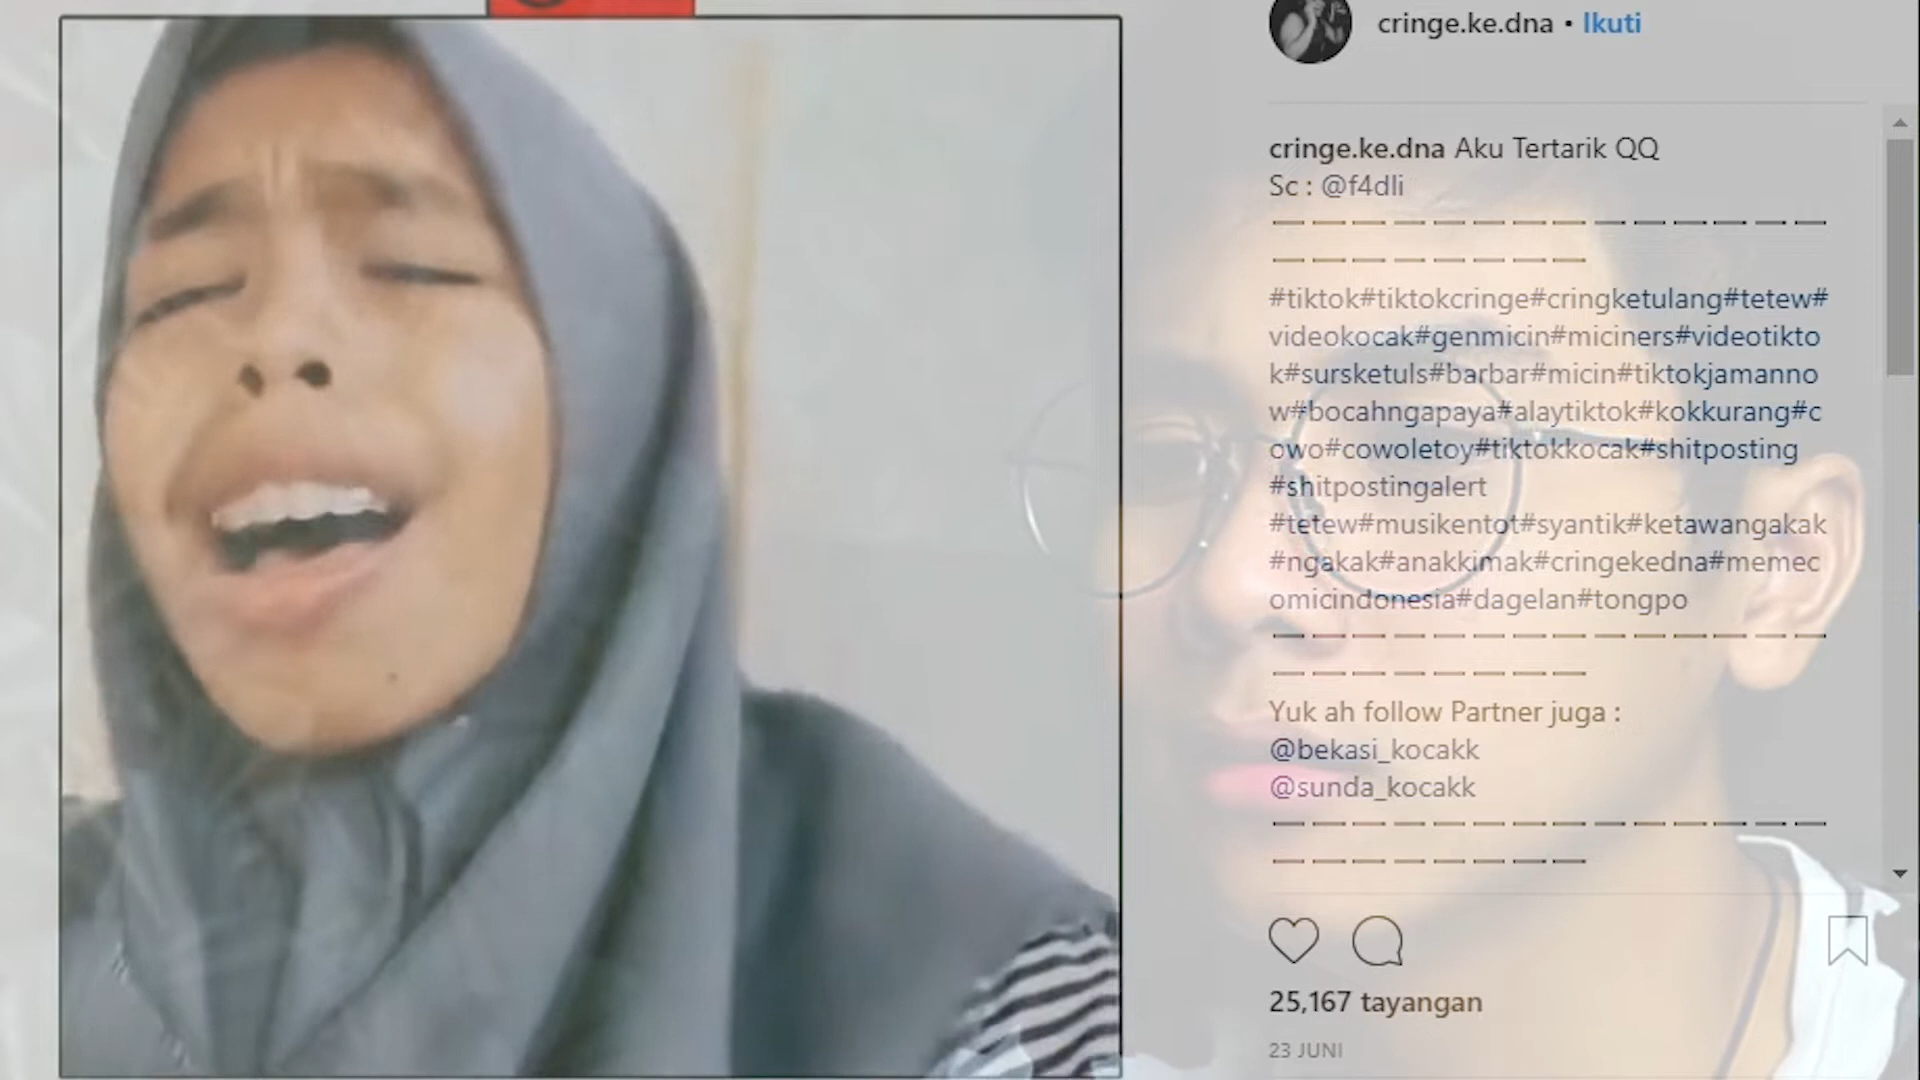 cringe.ke.dna • Ikuti
cringe.ke.dna Aku Tertarik QQ
Sc : @f4dli
#tiktok#tiktokcringe#cringketulang#tetew#
videokocak#genmicin#miciners#videotikto
k#sursketuls#barbar#micin#tiktokjamanno
w#bocahngapaya#alaytiktok#kokkurang#c
owo#cowoletoy#tiktokkocak#shitposting
#shitpostingalert
#tetew#musikentot#syantik#ketawangakak
#ngakak#anakkimak#cringekedna#memec
omicindonesia#dagelan#tongpo
Yuk ah follow Partner juga :
@bekasi_kocakk
@sunda_kocakk
25,167 tayangan
23 JUNI